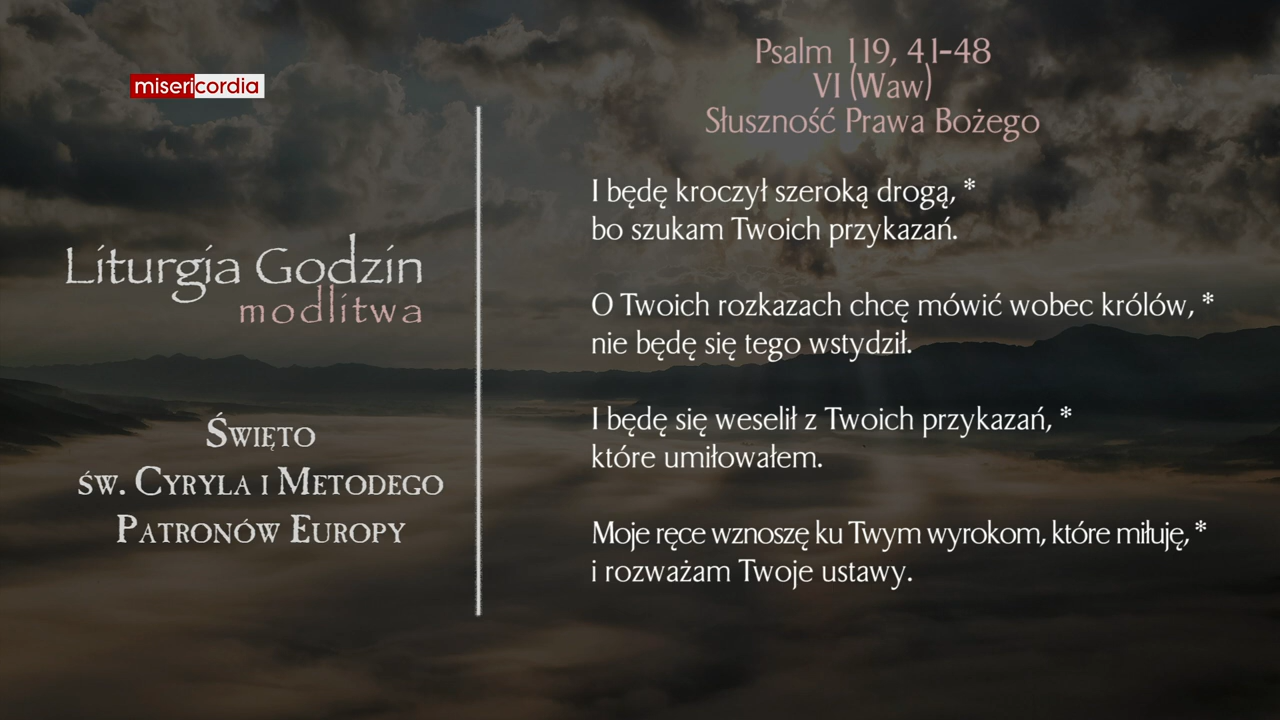 misericordia
Liturgia Godzin
modlitwa
Święto
św. Cyryla i Metodego
Patronów Europy
Psalm 119, 41-48
VI (Waw)
Słuszność Prawa Bożego
I będę kroczył szeroką drogą, *
bo szukam Twoich przykazań.
O Twoich rozkazach chcę mówić wobec królów, *
nie będę się tego wstydził.
I będę się weselił z Twoich przykazań, *
które umiłowałem.
Moje ręce wznoszę ku Twym wyrokom, które miłuję, *
i rozważam Twoje ustawy.